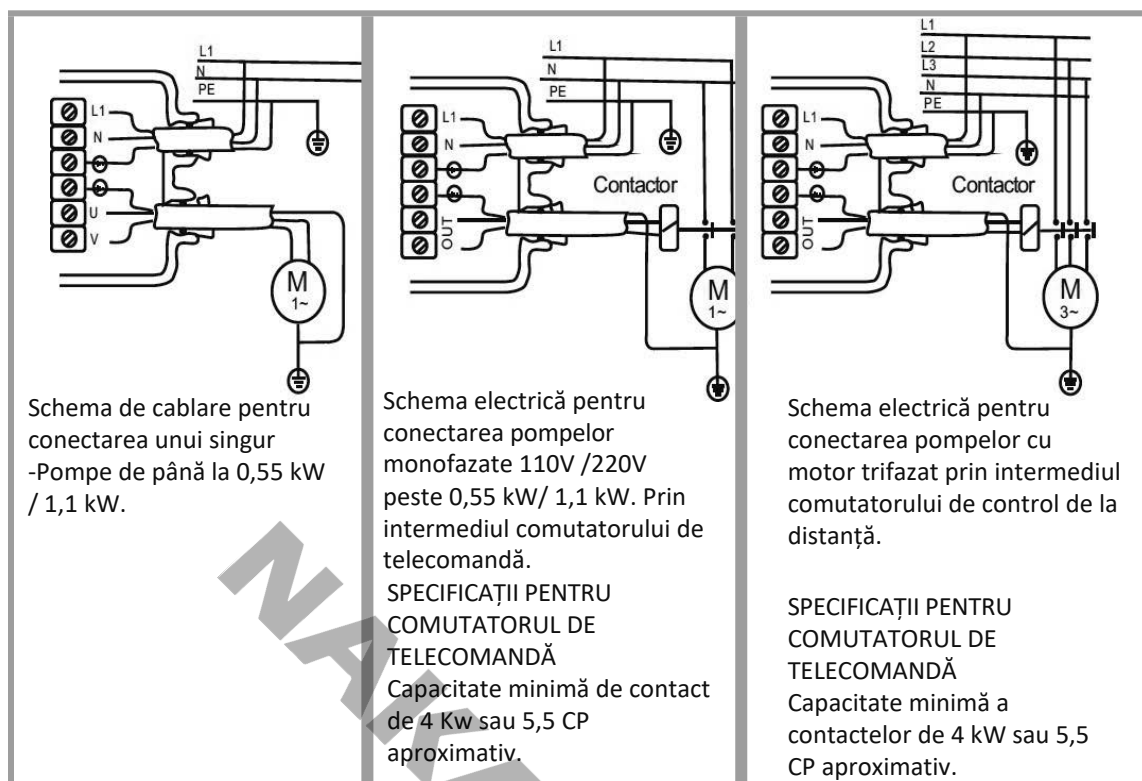 L1
N
PE
L1
N
U
V
M
1~
Schema de cablare pentru
conectarea unui singur
-Pompe de până la 0,55 kW
/ 1,1 kW.
L1
N
PE
L1
N
Contactor
OUT
M
1~
Schema electrică pentru
conectarea pompelor
monofazate 110V /220V
peste 0,55 kW/ 1,1 kW. Prin
intermediul comutatorului de
telecomandă.
SPECIFICAȚII PENTRU
COMUTATORUL DE
TELECOMANDĂ
Capacitate minimă de contact
de 4 Kw sau 5,5 CP
aproximativ.
L1
L2
L3
N
PE
L1
N
Contactor
OUT
M
3~
Schema electrică pentru
conectarea pompelor cu
motor trifazat prin intermediul
comutatorului de control de la
distanță.
SPECIFICAȚII PENTRU
COMUTATORUL DE
TELECOMANDĂ
Capacitate minimă a
contactelor de 4 kW sau 5,5
CP aproximativ.